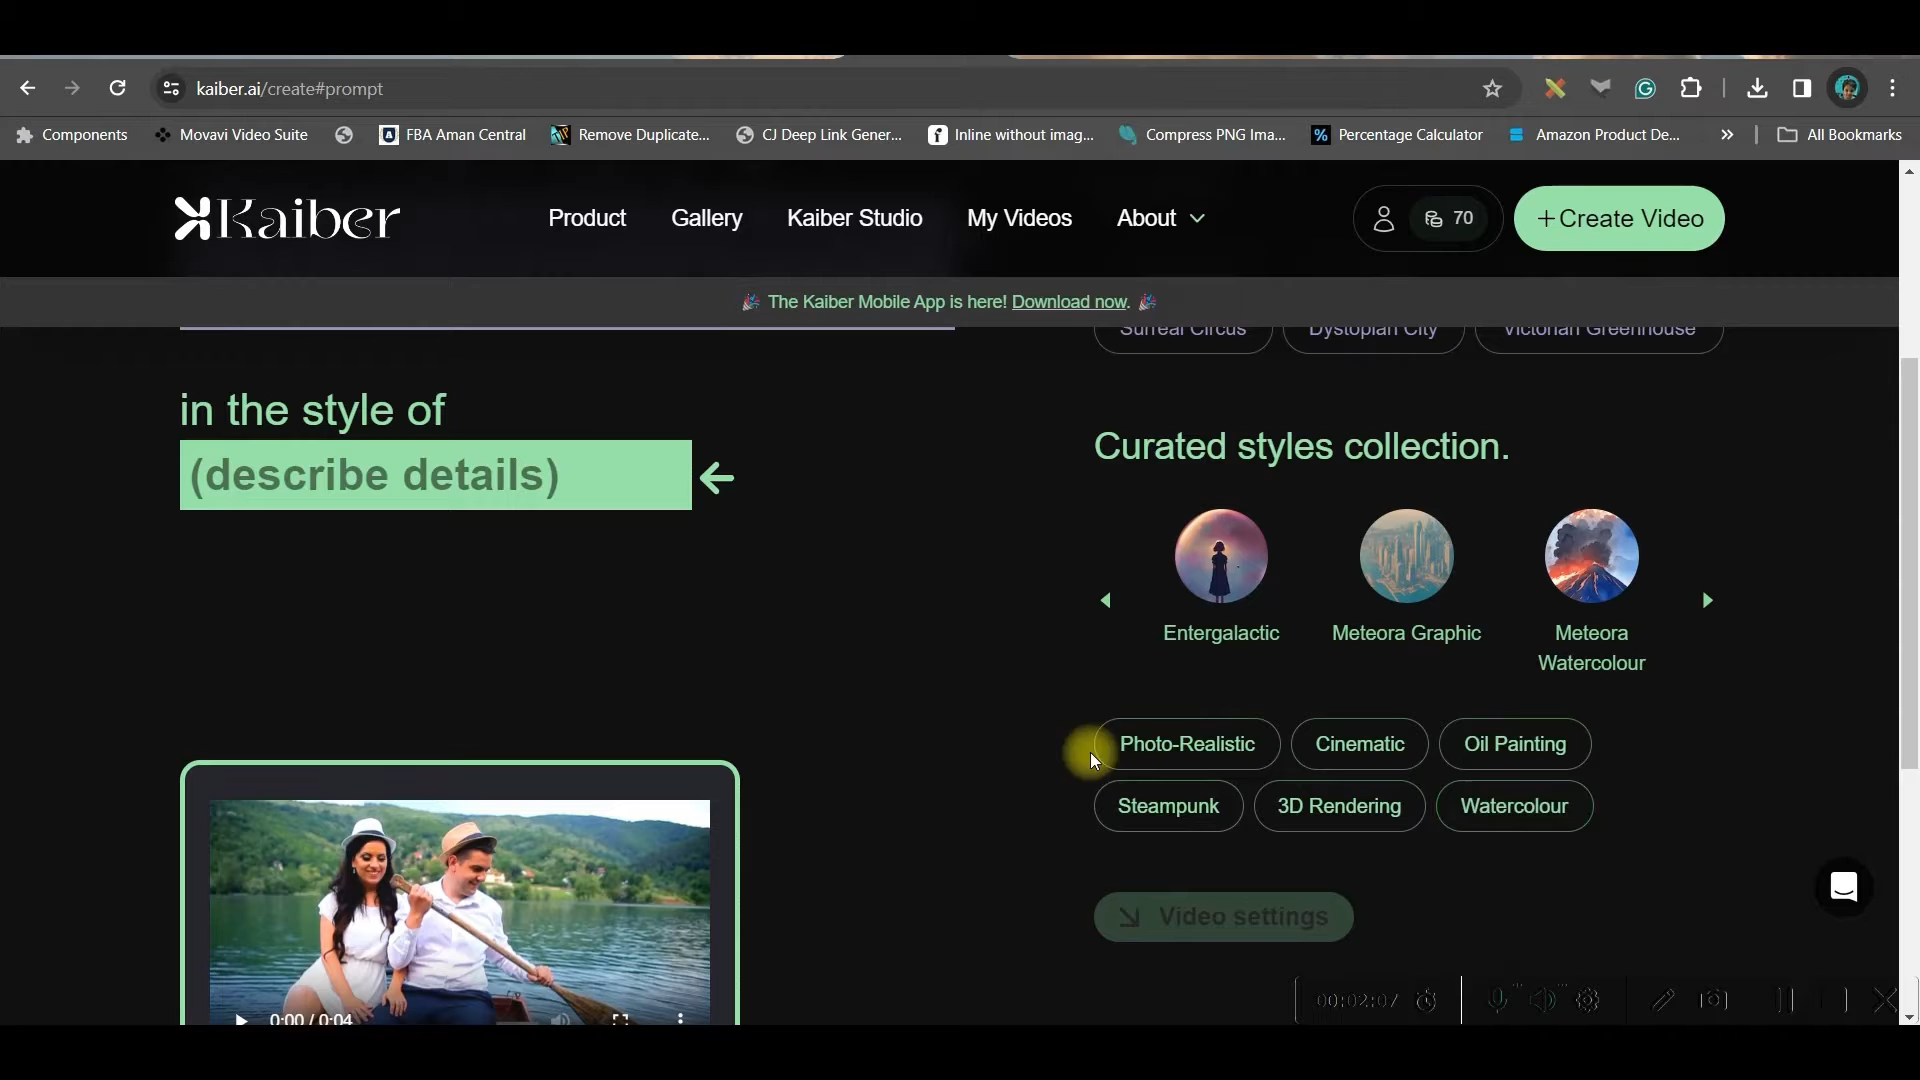 kaiber.ai/create#prompt
Components
Movavi Video Suite
FBA Aman Central
Remove Duplicate...
CJ Deep Link Gener...
Inline without imag...
Compress PNG Ima...
Percentage Calculator
Amazon Product De...
»
All Bookmarks
Kaiber
Product
Gallery
Kaiber Studio
My Videos
About
70
+Create Video
The Kaiber Mobile App is here! Download now.
Surreal Circus
Dystopian City
Victorian Greenhouse
in the style of
(describe details)
Curated styles collection.
Entergalactic
Meteora Graphic
Meteora
Watercolour
Photo-Realistic
Cinematic
Oil Painting
Steampunk
3D Rendering
Watercolour
Video settings
0:00 / 0:04
00:02:07